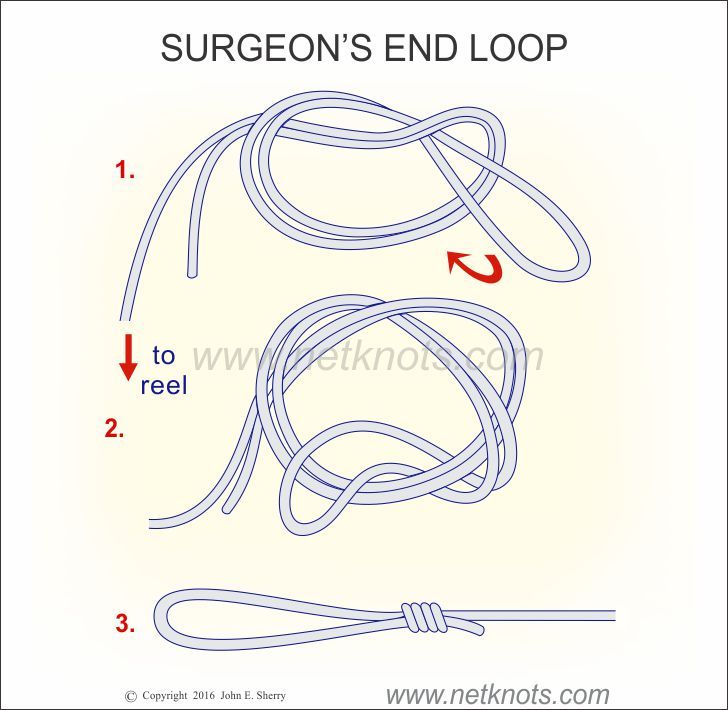 SURGEON'S END LOOP
1.
to
reel
www.netknots.com
2.
3.
© Copyright 2016 John E. Sherry
www.netknots.com